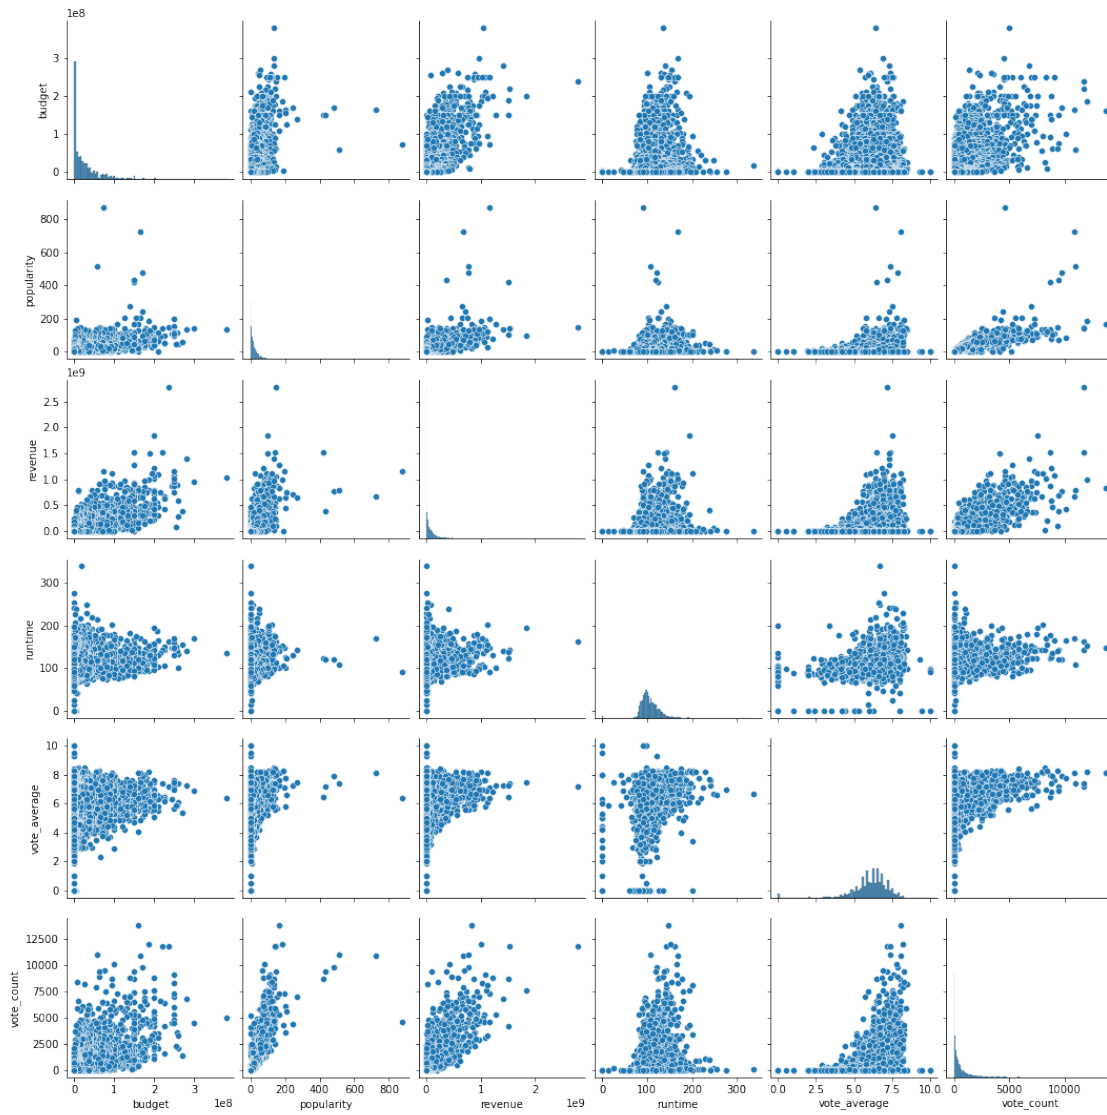 1e8
3
2
1
0
budget
800
600
400
200
0
popularity
1e9
2.5
2.0
1.5
1.0
0.5
0.0
revenue
300
200
100
0
runtime
10
8
6
4
2
0
vote_average
12500
10000
7500
5000
2500
0
vote_count
0 1 2 3 0 200 400 600 800 0 1 2 0 100 200 300 0.0 2.5 5.0 7.5 10.0 0 5000 10000
1e8 1e9
budget popularity revenue runtime vote_average vote_count